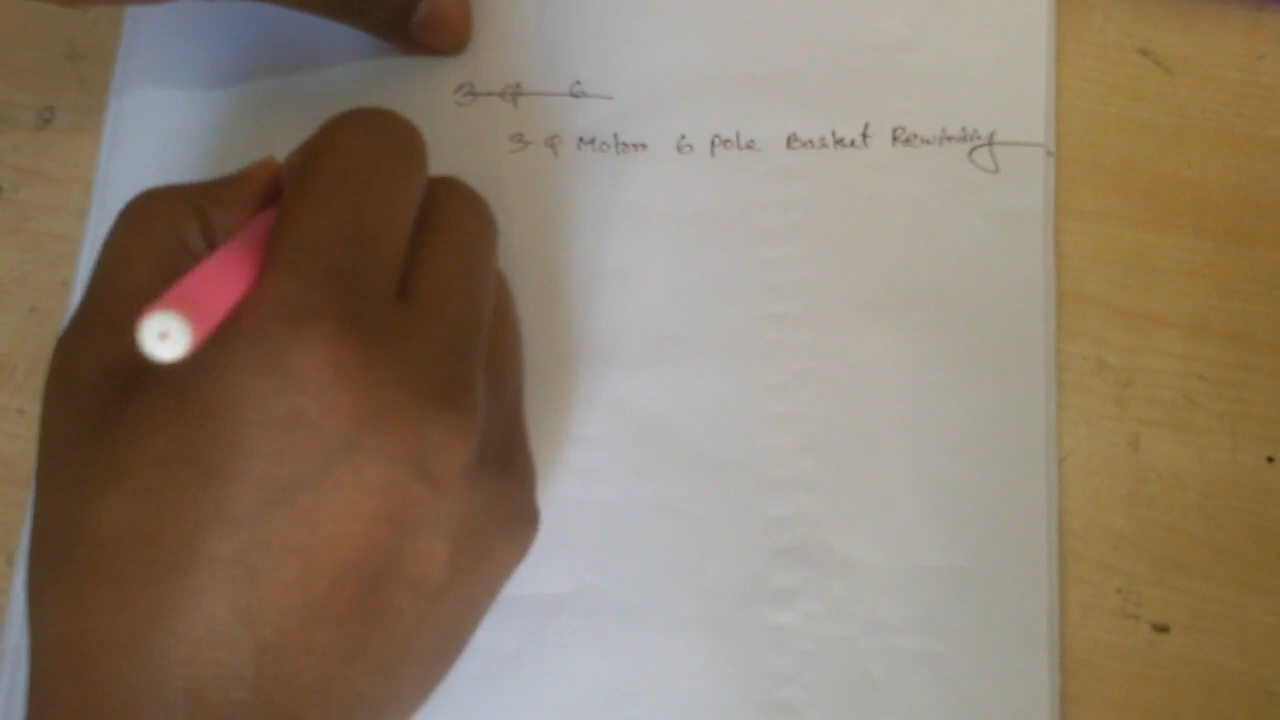 3 φ 6
3 φ Motor 6 pole Basket Rewinding